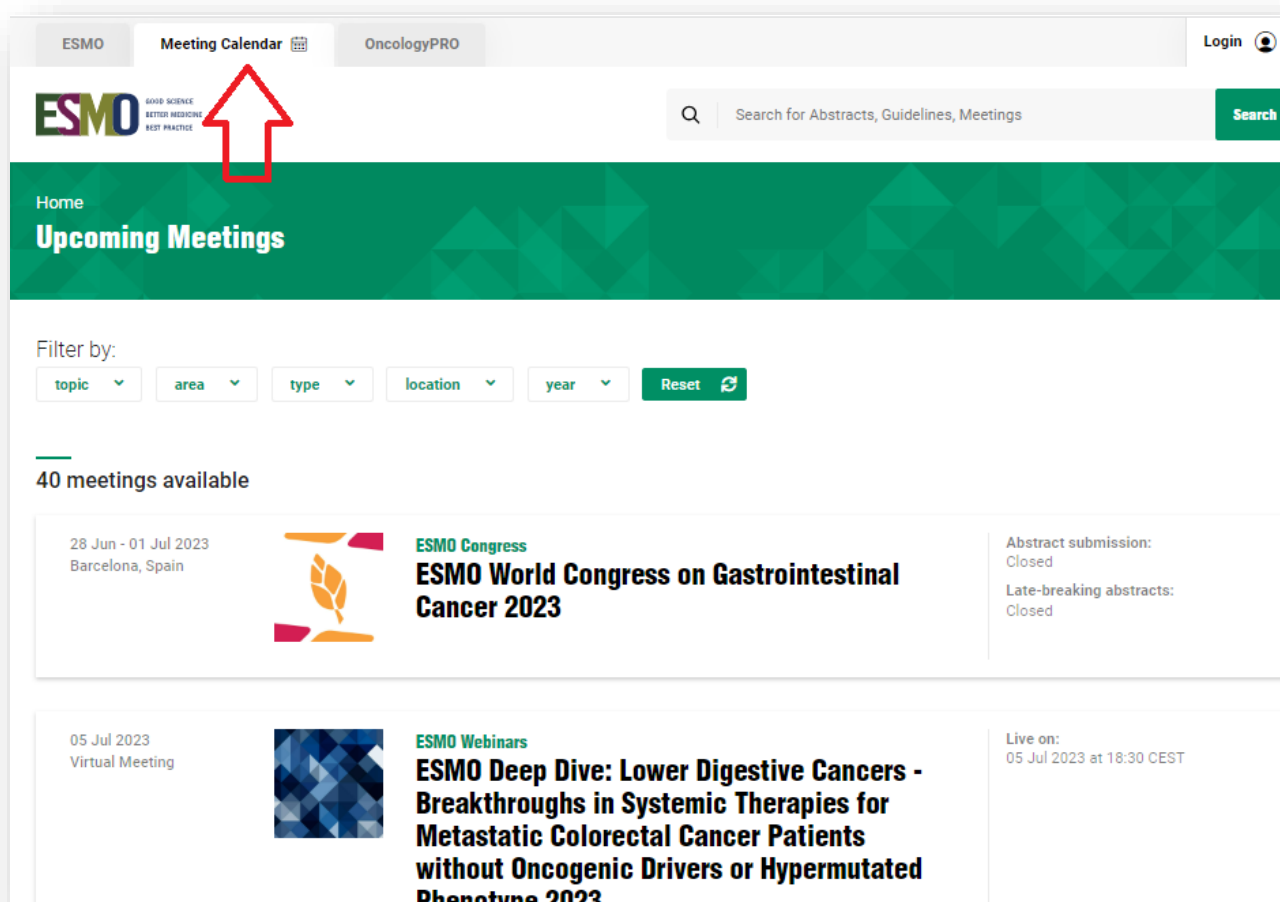 ESMO
Meeting Calendar
OncologyPRO
Login
ESMO
GOOD SCIENCE
BETTER MEDICINE
BEST PRACTICE
Search for Abstracts, Guidelines, Meetings
Search
Home
Upcoming Meetings
Filter by:
topic
area
type
location
year
Reset
40 meetings available
28 Jun - 01 Jul 2023
Barcelona, Spain
ESMO Congress
ESMO World Congress on Gastrointestinal
Cancer 2023
Abstract submission:
Closed
Late-breaking abstracts:
Closed
05 Jul 2023
Virtual Meeting
ESMO Webinars
ESMO Deep Dive: Lower Digestive Cancers -
Breakthroughs in Systemic Therapies for
Metastatic Colorectal Cancer Patients
without Oncogenic Drivers or Hypermutated
Phenotype 2023
Live on:
05 Jul 2023 at 18:30 CEST